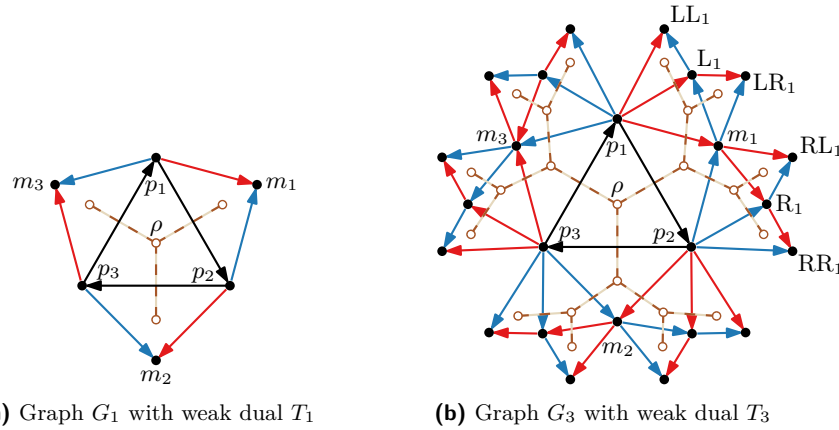 LL₁
L₁
LR₁
p₁
m₃
m₁
ρ
p₃
p₂
m₂
p₁
m₃
m₁
RL₁
ρ
R₁
p₃
p₂
RR₁
m₂
) Graph G₁ with weak dual T₁
(b) Graph G₃ with weak dual T₃